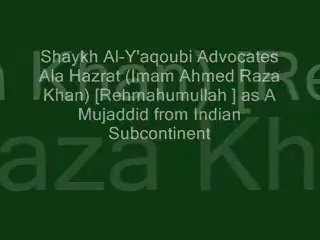 Shaykh Al-Y'aqoubi Advocates
Ala Hazrat (Imam Ahmed Raza
Khan) [Rehmahumullah ] as A
Mujaddid from Indian
Subcontinent